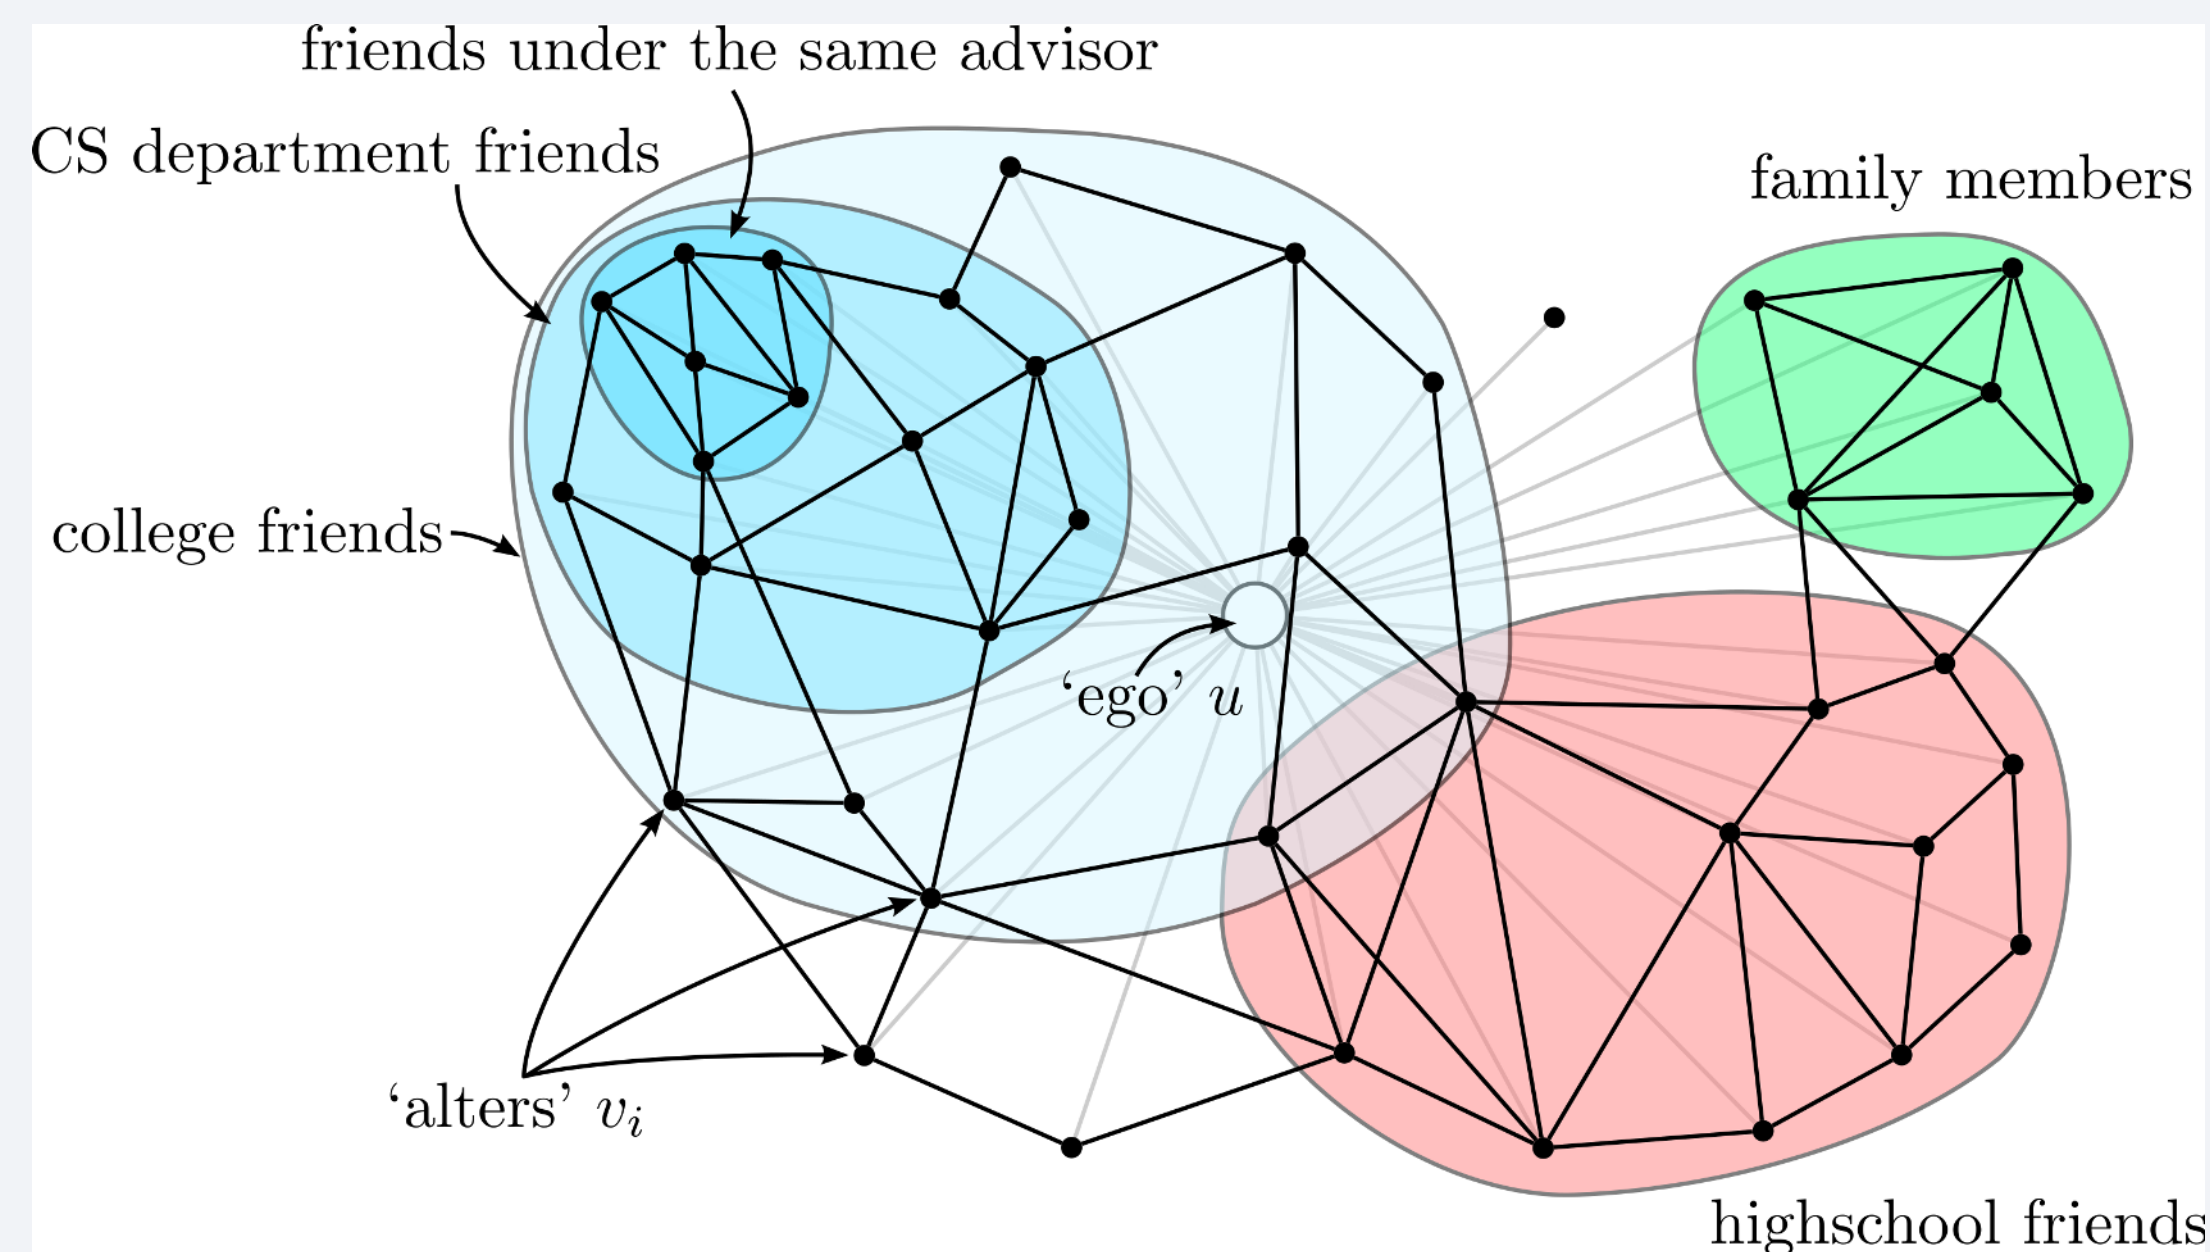 friends under the same advisor
CS department friends
family members
college friends
‘ego’ u
‘alters’ vᵢ
highschool friends